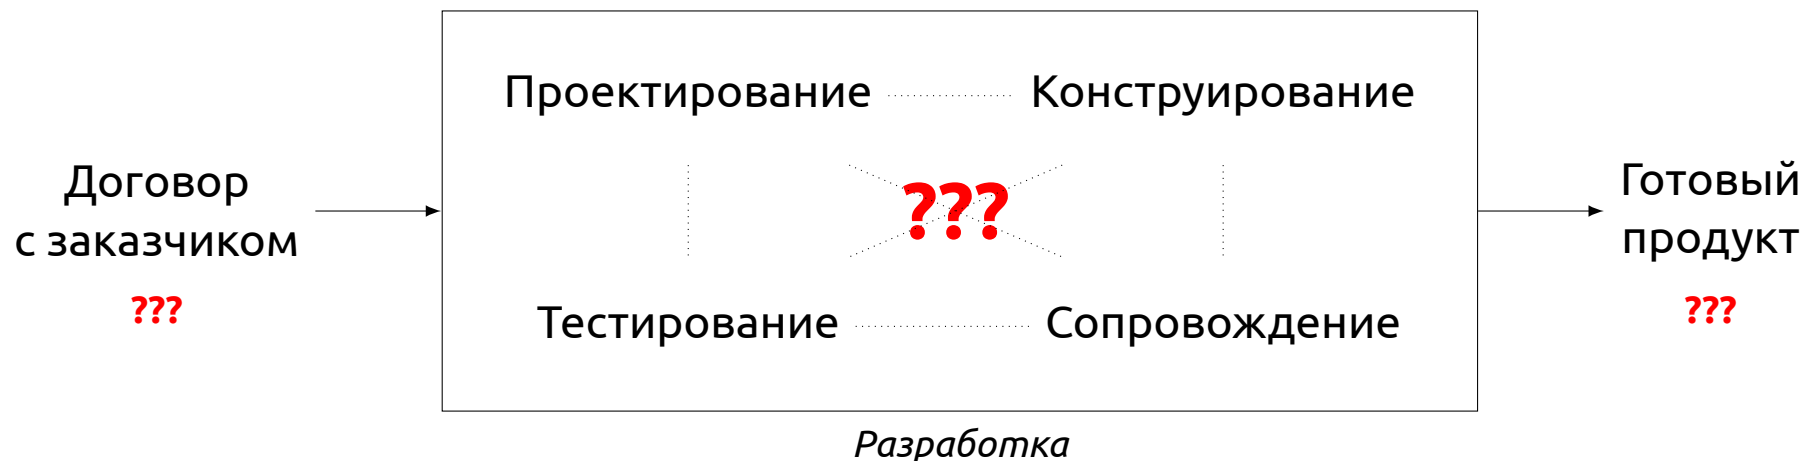 Проектирование
Конструирование
Договор
с заказчиком
???
???
Готовый
продукт
???
Тестирование
Сопровождение
Разработка